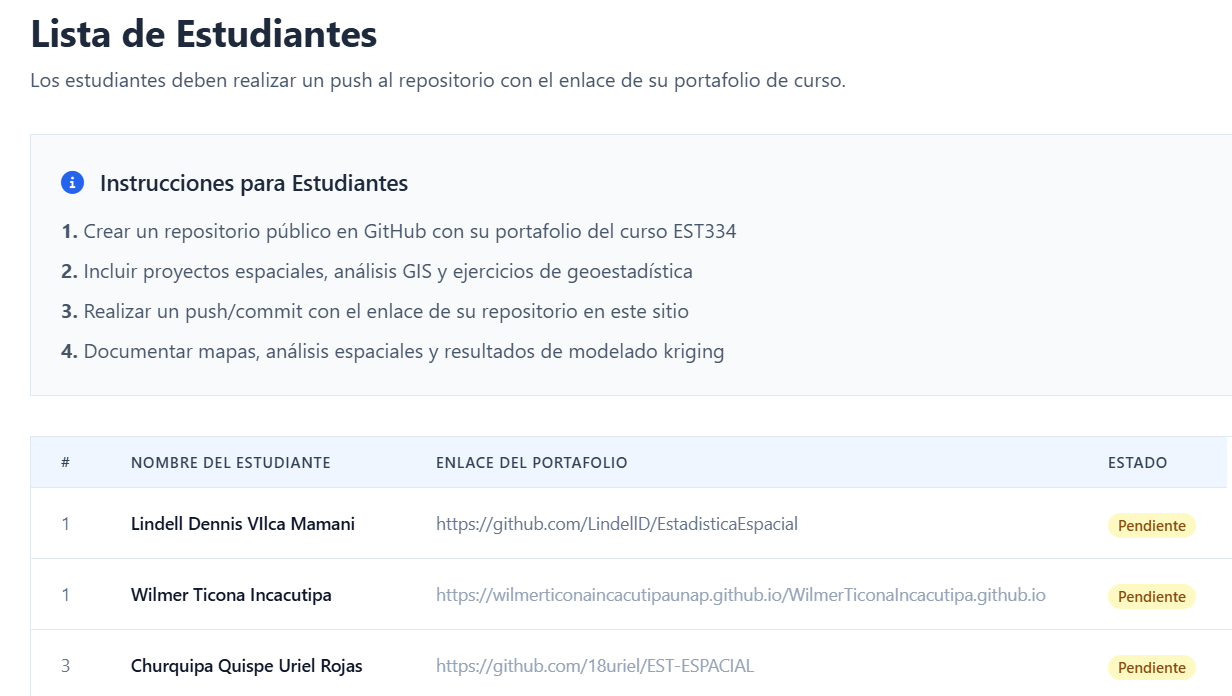 Lista de Estudiantes
Los estudiantes deben realizar un push al repositorio con el enlace de su portafolio de curso.
Instrucciones para Estudiantes
1. Crear un repositorio público en GitHub con su portafolio del curso EST334
2. Incluir proyectos espaciales, análisis GIS y ejercicios de geoestadística
3. Realizar un push/commit con el enlace de su repositorio en este sitio
4. Documentar mapas, análisis espaciales y resultados de modelado kriging
# NOMBRE DEL ESTUDIANTE ENLACE DEL PORTAFOLIO ESTADO
1 Lindell Dennis VIlca Mamani https://github.com/LindellD/EstadisticaEspacial Pendiente
1 Wilmer Ticona Incacutipa https://wilmerticonaincacutipaunap.github.io/WilmerTiconaIncacutipa.github.io Pendiente
3 Churquipa Quispe Uriel Rojas https://github.com/18uriel/EST-ESPACIAL Pendiente